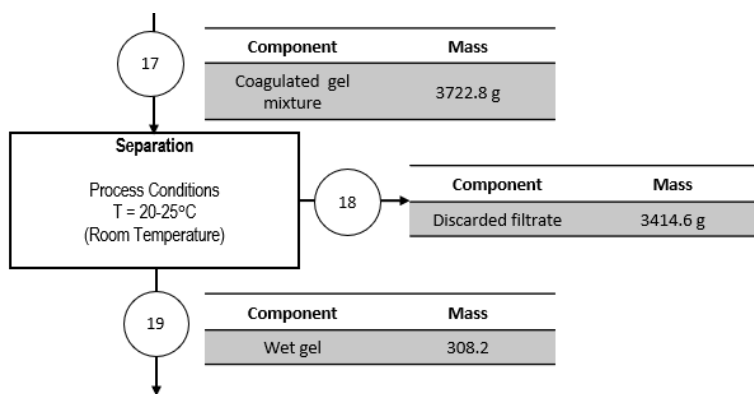 17
Component Mass
Coagulated gel
mixture
3722.8 g
Separation
Process Conditions
T = 20-25°C
(Room Temperature)
18
Component Mass
Discarded filtrate 3414.6 g
19
Component Mass
Wet gel 308.2